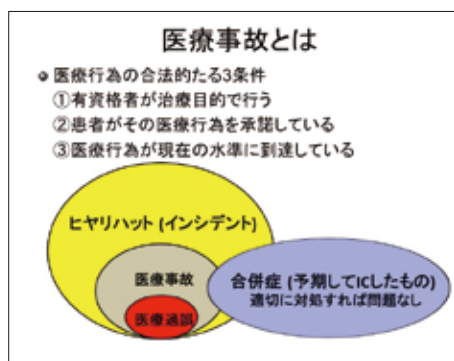 医療事故とは
医療行為の合法的たる3条件
①有資格者が治療目的で行う
②患者がその医療行為を承諾している
③医療行為が現在の水準に到達している
ヒヤリハット (インシデント)
医療事故
医療過誤
合併症 (予期してICしたもの)
適切に対処すれば問題なし